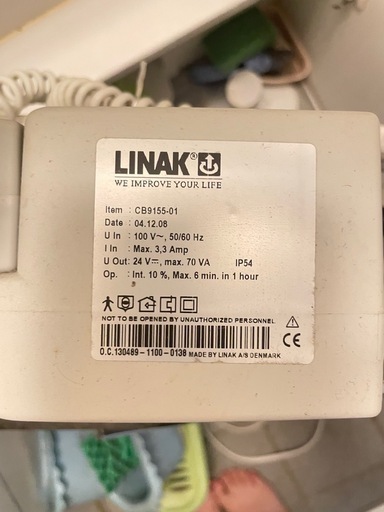 LINAK®
WE IMPROVE YOUR LIFE
Item : CB9155-01
Date : 04.12.08
U In : 100 V~, 50/60 Hz
I In : Max. 3,3 Amp
U Out: 24 V⎓, max. 70 VA IP54
Op. : Int. 10 %, Max. 6 min. in 1 hour
NOT TO BE OPENED BY UNAUTHORIZED PERSONNEL
CE
O.C.130489-1100-0138 MADE BY LINAK A/S DENMARK